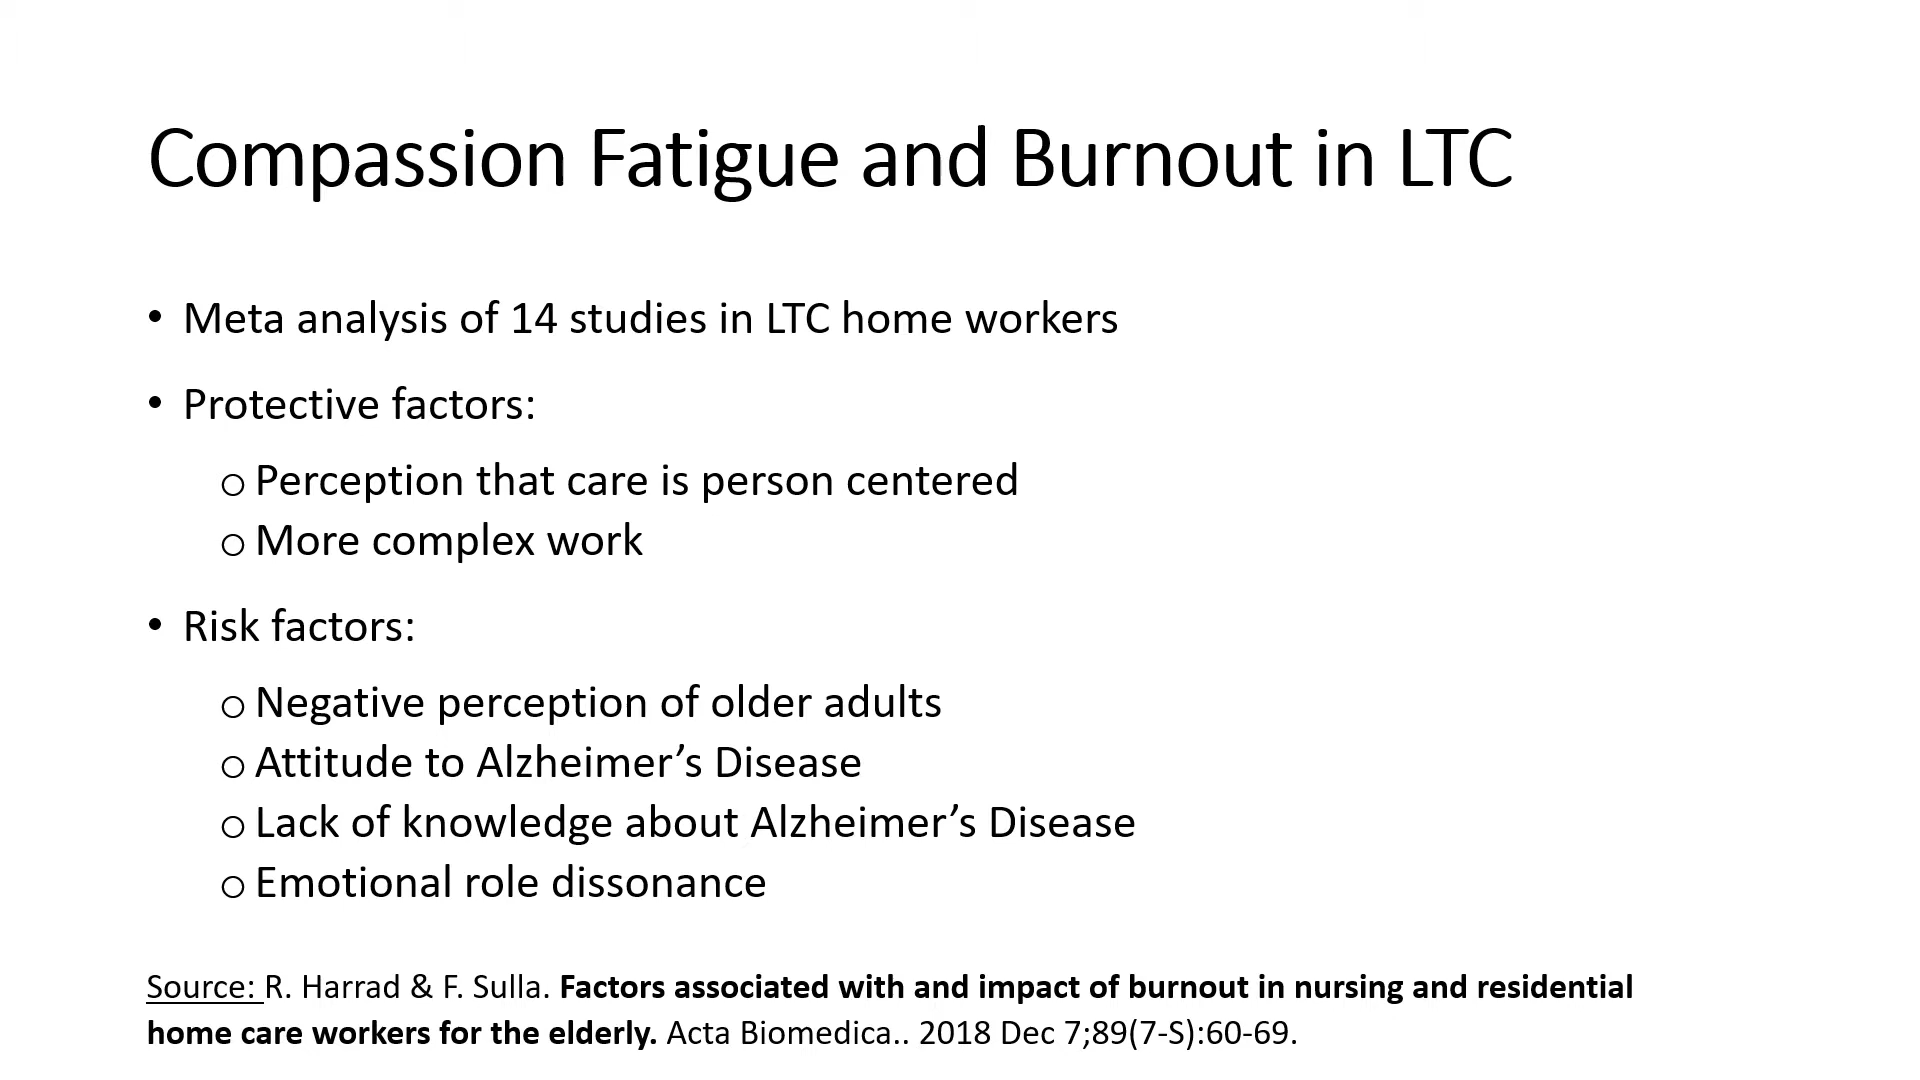 Compassion Fatigue and Burnout in LTC
• Meta analysis of 14 studies in LTC home workers
• Protective factors:
o Perception that care is person centered
o More complex work
• Risk factors:
o Negative perception of older adults
o Attitude to Alzheimer’s Disease
o Lack of knowledge about Alzheimer’s Disease
o Emotional role dissonance
Source: R. Harrad & F. Sulla. Factors associated with and impact of burnout in nursing and residential
home care workers for the elderly. Acta Biomedica.. 2018 Dec 7;89(7-S):60-69.